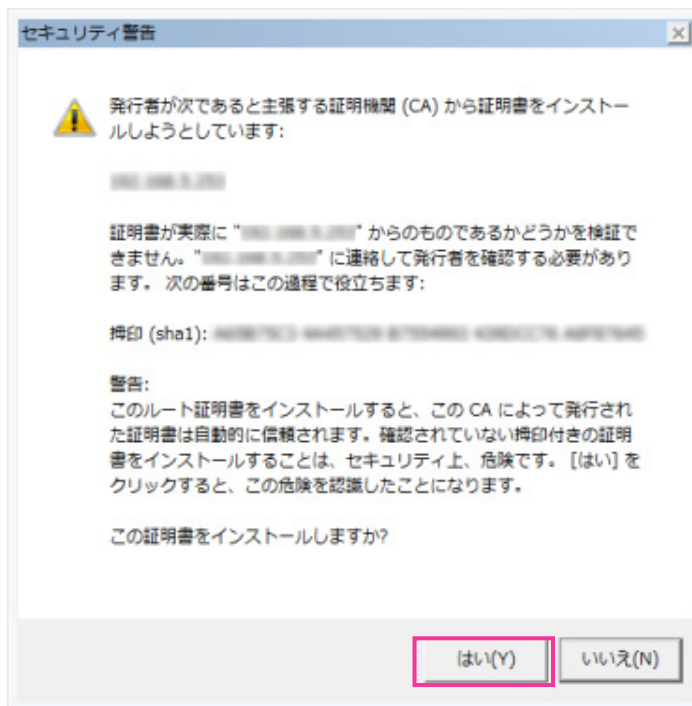 セキュリティ警告
発行者が次であると主張する証明機関 (CA) から証明書をインストー
ルしようとしています:
証明書が実際に "" からのものであるかどうかを検証で
きません。"" に連絡して発行者を確認する必要があり
ます。 次の番号はこの過程で役立ちます:
拇印 (sha1):
警告:
このルート証明書をインストールすると、この CA によって発行され
た証明書は自動的に信頼されます。確認されていない拇印付きの証明
書をインストールすることは、セキュリティ上、危険です。 [はい] を
クリックすると、この危険を認識したことになります。
この証明書をインストールしますか?
はい(Y) いいえ(N)